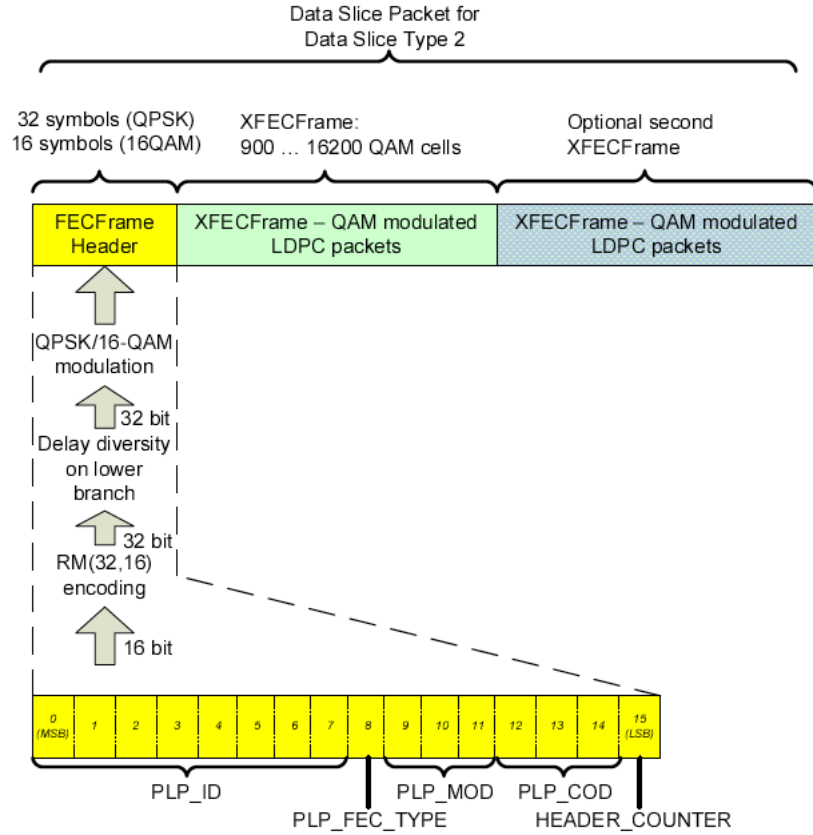 Data Slice Packet for
Data Slice Type 2
32 symbols (QPSK)
16 symbols (16QAM)
XFECFrame:
900 ... 16200 QAM cells
Optional second
XFECFrame
FECFrame
Header
XFECFrame – QAM modulated
LDPC packets
XFECFrame – QAM modulated
LDPC packets
QPSK/16-QAM
modulation
32 bit
Delay diversity
on lower
branch
32 bit
RM(32,16)
encoding
16 bit
0
(MSB)
1
2
3
4
5
6
7
8
9
10
11
12
13
14
15
(LSB)
PLP_ID
PLP_MOD
PLP_COD
PLP_FEC_TYPE
HEADER_COUNTER